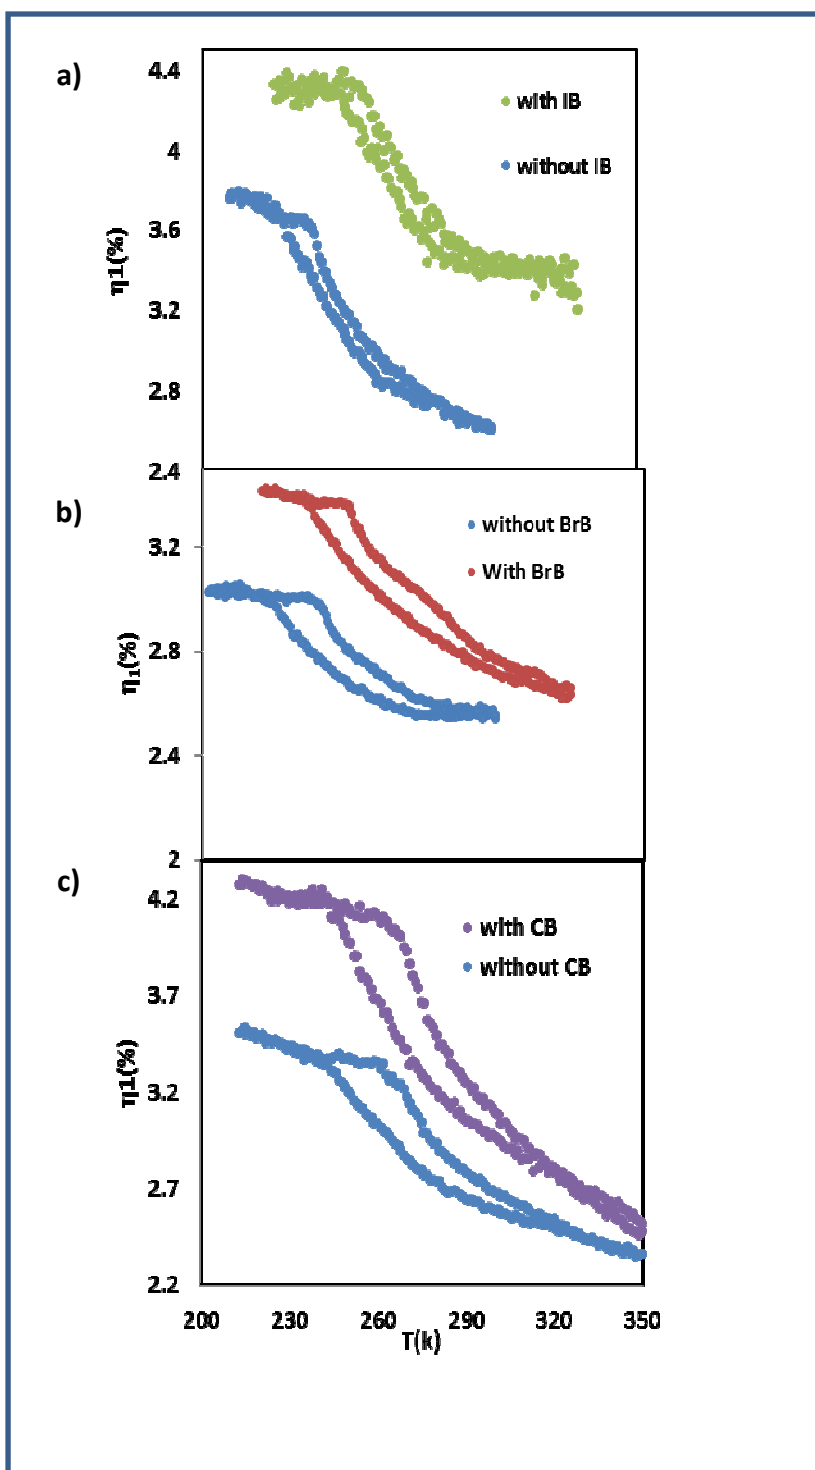 a)
4.4
4
3.6
3.2
2.8
2.4
η1(%)
with IB
without IB
b)
3.2
2.8
2.4
2
η₁(%)
without BrB
With BrB
c)
4.2
3.7
3.2
2.7
2.2
η1(%)
with CB
without CB
200 230 260 290 320 350
T(k)